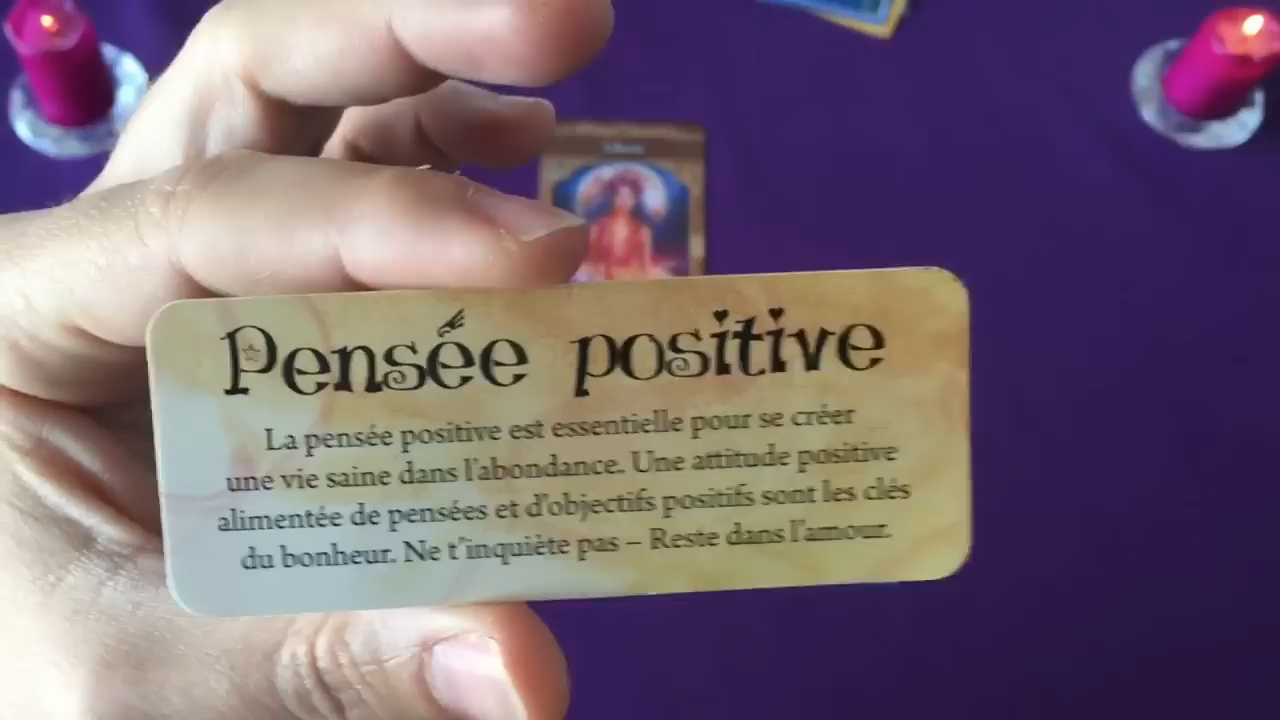 Pensée positive
La pensée positive est essentielle pour se créer
une vie saine dans l'abondance. Une attitude positive
alimentée de pensées et d'objectifs positifs sont les clés
du bonheur. Ne t'inquiète pas – Reste dans l'amour.